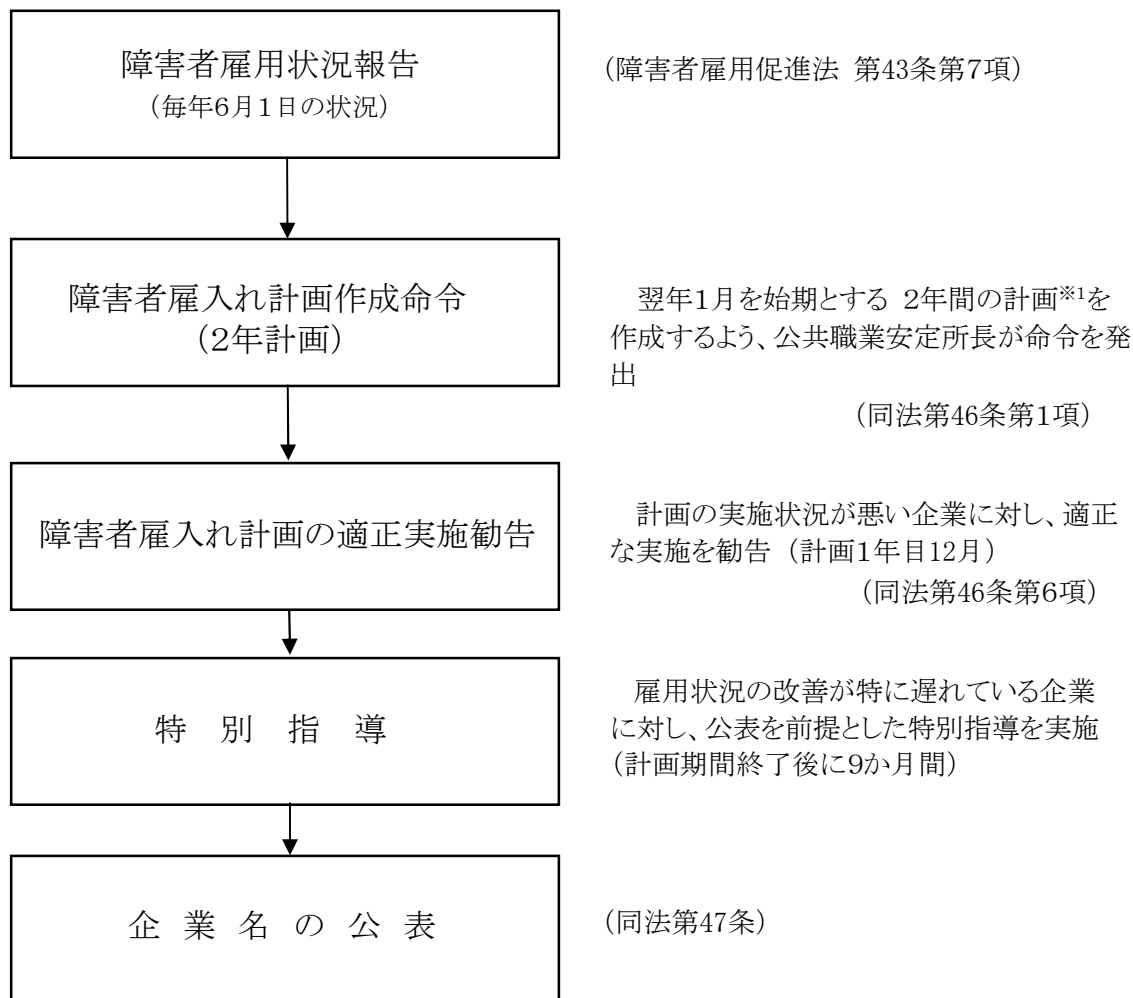 障害者雇用状況報告
(毎年6月1日の状況)
(障害者雇用促進法 第43条第7項)
障害者雇入れ計画作成命令
(2年計画)
翌年1月を始期とする 2年間の計画※1を
作成するよう、公共職業安定所長が命令を発
出
(同法第46条第1項)
障害者雇入れ計画の適正実施勧告
計画の実施状況が悪い企業に対し、適正
な実施を勧告 (計画1年目12月)
(同法第46条第6項)
特 別 指 導
雇用状況の改善が特に遅れている企業
に対し、公表を前提とした特別指導を実施
(計画期間終了後に9か月間)
企 業 名 の 公 表
(同法第47条)